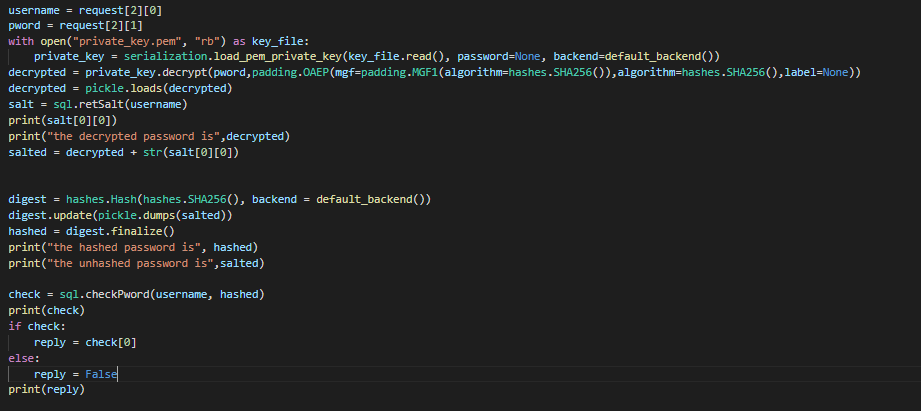 username = request[2][0]
pword = request[2][1]
with open("private_key.pem", "rb") as key_file:
    private_key = serialization.load_pem_private_key(key_file.read(), password=None, backend=default_backend())
decrypted = private_key.decrypt(pword,padding.OAEP(mgf=padding.MGF1(algorithm=hashes.SHA256()),algorithm=hashes.SHA256(),label=None))
decrypted = pickle.loads(decrypted)
salt = sql.retSalt(username)
print(salt[0][0])
print("the decrypted password is",decrypted)
salted = decrypted + str(salt[0][0])
digest = hashes.Hash(hashes.SHA256(), backend = default_backend())
digest.update(pickle.dumps(salted))
hashed = digest.finalize()
print("the hashed password is", hashed)
print("the unhashed password is",salted)
check = sql.checkPword(username, hashed)
print(check)
if check:
    reply = check[0]
else:
    reply = False
print(reply)